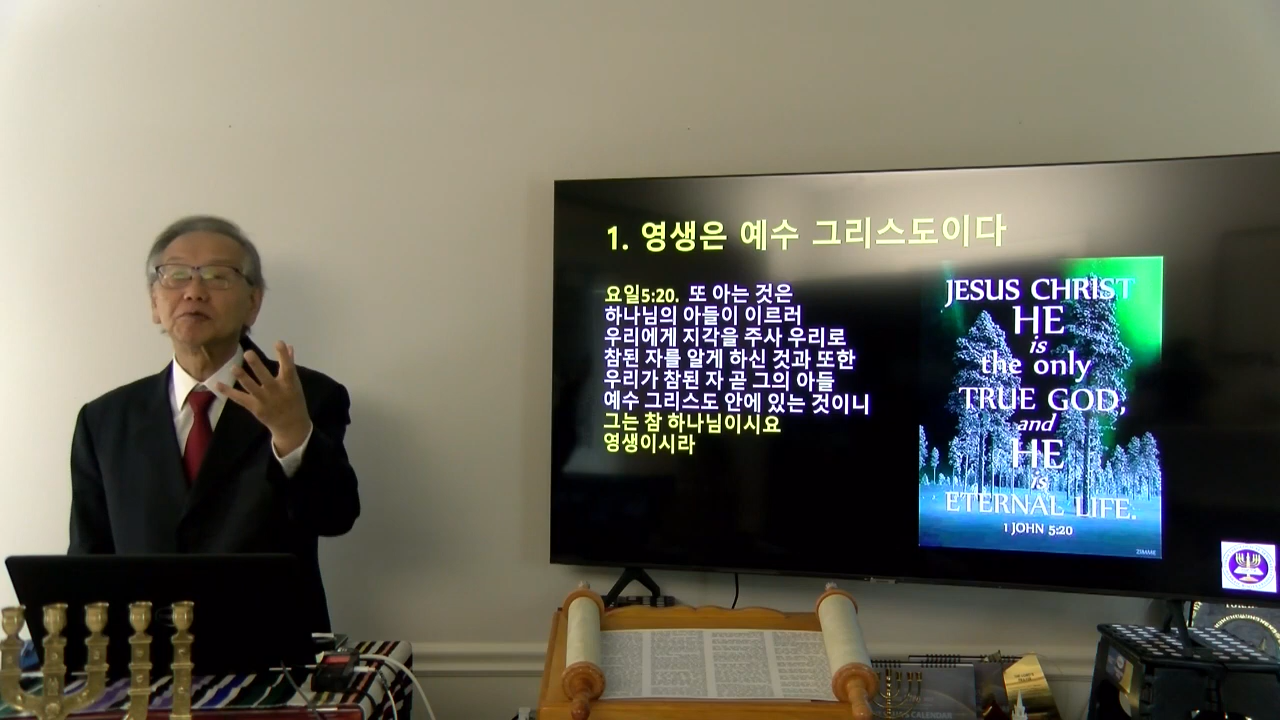 1. 영생은 예수 그리스도이다
요일5:20. 또 아는 것은
하나님의 아들이 이르러
우리에게 지각을 주사 우리로
참된 자를 알게 하신 것과 또한
우리가 참된 자 곧 그의 아들
예수 그리스도 안에 있는 것이니
그는 참 하나님이시요
영생이시라
JESUS CHRIST
HE
is
the only
TRUE GOD,
and
HE
is
ETERNAL LIFE.
1 JOHN 5:20
CALENDAR